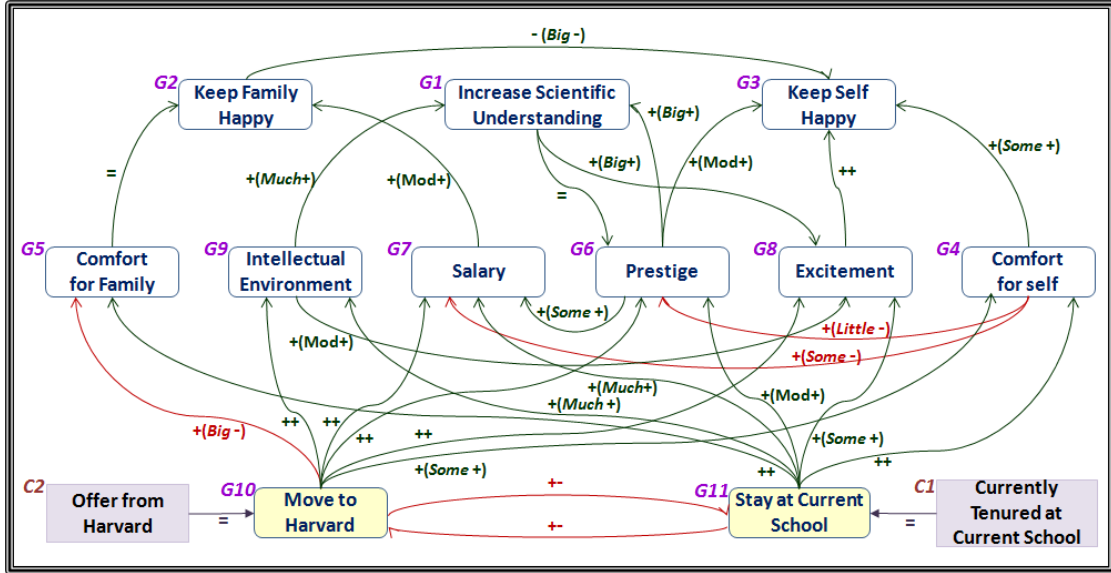 - (Big -)
G2
Keep Family
Happy
G1
Increase Scientific
Understanding
G3
Keep Self
Happy
+(Big+)
+(Some +)
=
+(Much+)
+(Mod+)
+(Big+)
=
+(Mod+)
++
G5
Comfort
for Family
G9
Intellectual
Environment
G7
Salary
G6
Prestige
G8
Excitement
G4
Comfort
for self
+(Some +)
+(Little -)
+(Mod+)
+(Some -)
+(Much+)
+(Mod+)
+(Much +)
+(Big -)
++
++
++
++
+(Some +)
+(Some +)
++
++
C2
Offer from
Harvard
=
G10
Move to
Harvard
+-
+-
G11
Stay at Current
School
=
C1
Currently
Tenured at
Current School